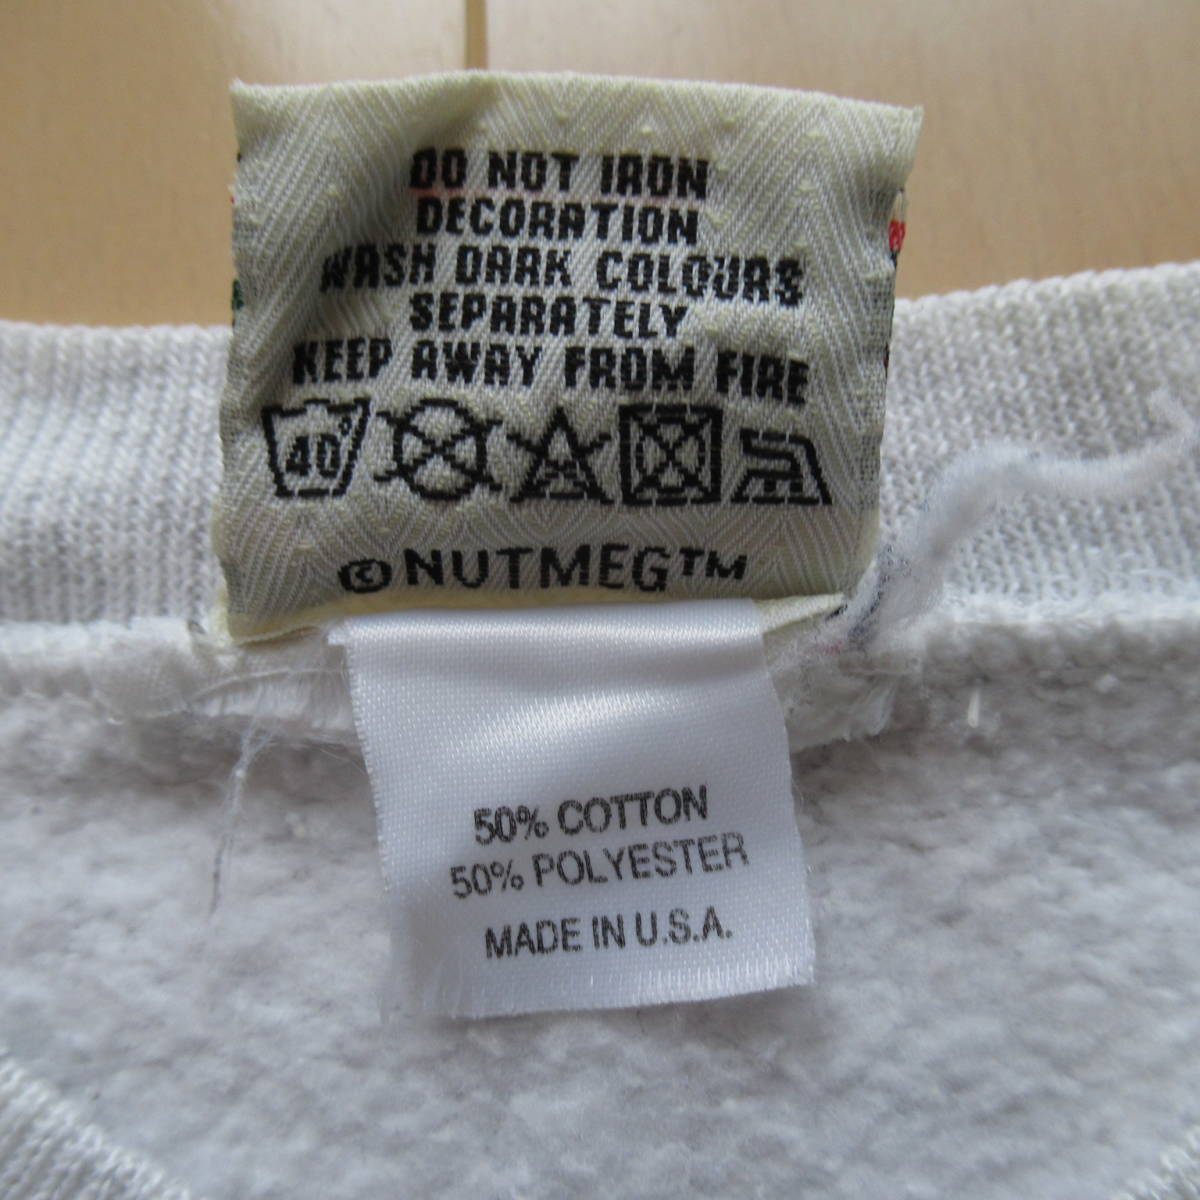 DO NOT IRON
DECORATION
WASH DARK COLOURS
SEPARATELY
KEEP AWAY FROM FIRE
40°
© NUTMEG™
50% COTTON
50% POLYESTER
MADE IN U.S.A.